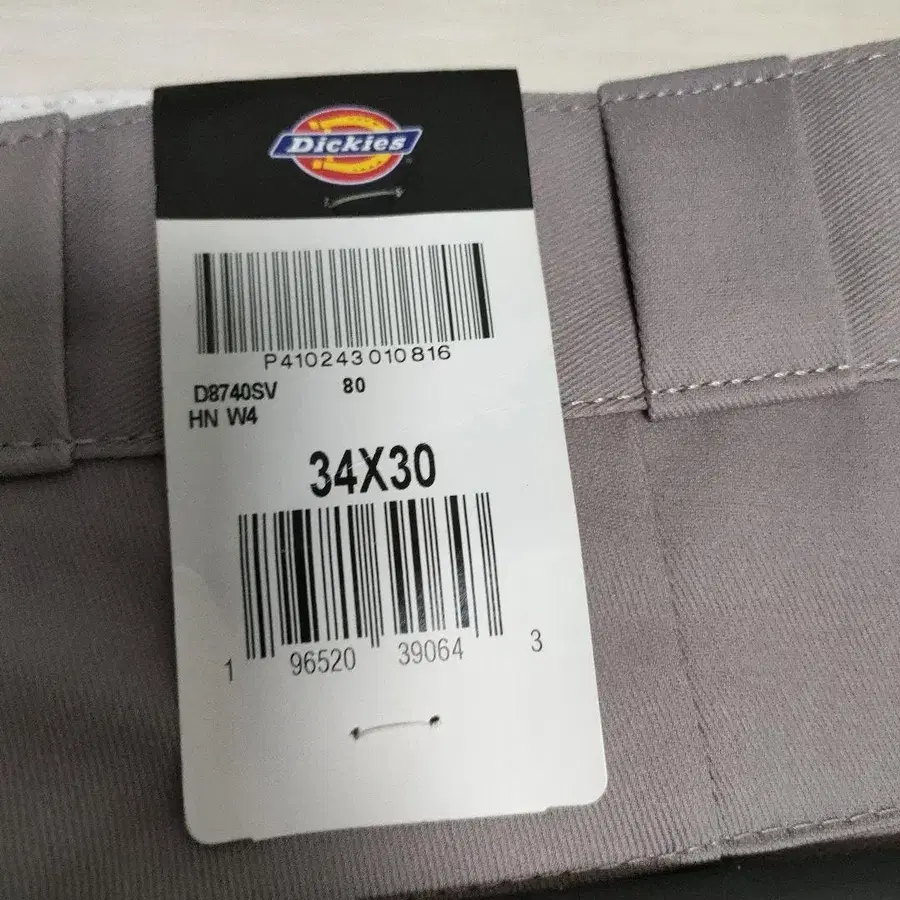 Dickies
P410243010816
D8740SV 80
HN W4
34X30
1 96520 39064 3